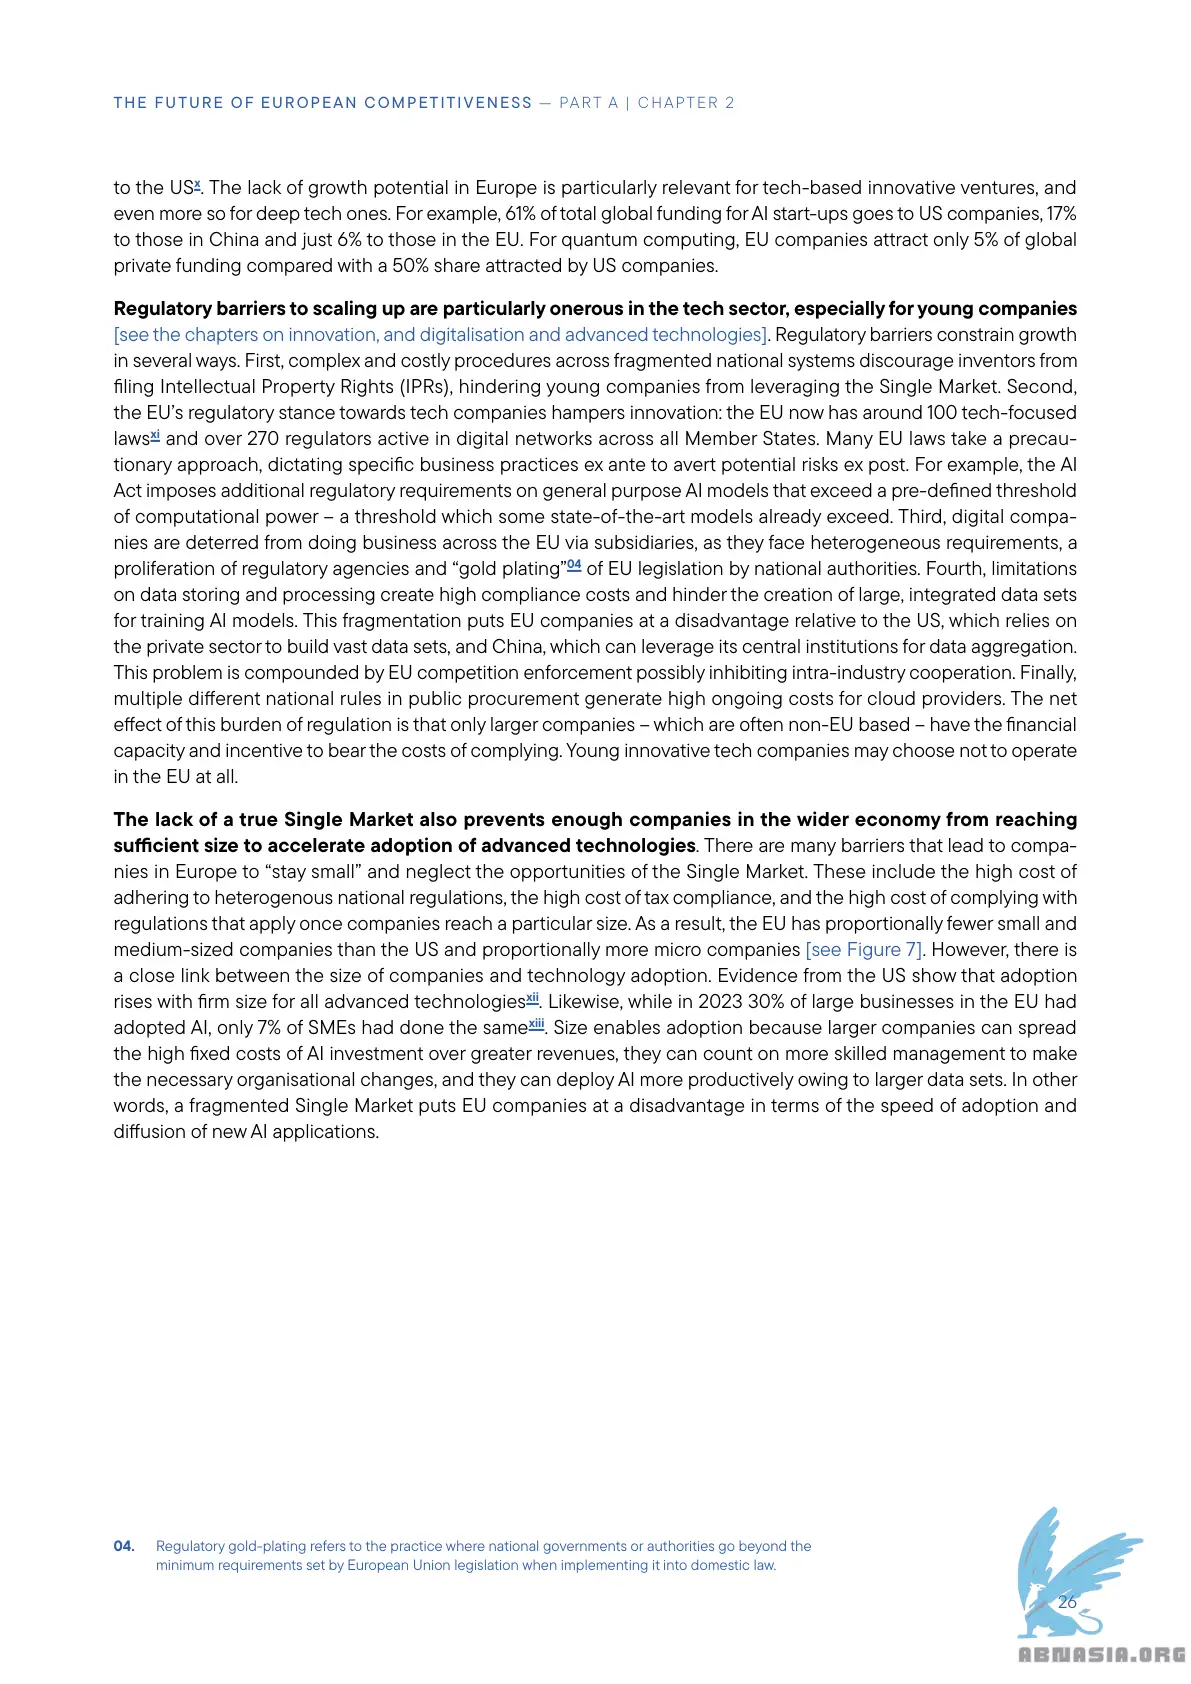 THE FUTURE OF EUROPEAN COMPETITIVENESS — PART A | CHAPTER 2
to the USx. The lack of growth potential in Europe is particularly relevant for tech-based innovative ventures, and
even more so for deep tech ones. For example, 61% of total global funding for AI start-ups goes to US companies, 17%
to those in China and just 6% to those in the EU. For quantum computing, EU companies attract only 5% of global
private funding compared with a 50% share attracted by US companies.
Regulatory barriers to scaling up are particularly onerous in the tech sector, especially for young companies
[see the chapters on innovation, and digitalisation and advanced technologies]. Regulatory barriers constrain growth
in several ways. First, complex and costly procedures across fragmented national systems discourage inventors from
filing Intellectual Property Rights (IPRs), hindering young companies from leveraging the Single Market. Second,
the EU’s regulatory stance towards tech companies hampers innovation: the EU now has around 100 tech-focused
lawsxi and over 270 regulators active in digital networks across all Member States. Many EU laws take a precau-
tionary approach, dictating specific business practices ex ante to avert potential risks ex post. For example, the AI
Act imposes additional regulatory requirements on general purpose AI models that exceed a pre-defined threshold
of computational power – a threshold which some state-of-the-art models already exceed. Third, digital compa-
nies are deterred from doing business across the EU via subsidiaries, as they face heterogeneous requirements, a
proliferation of regulatory agencies and “gold plating”04 of EU legislation by national authorities. Fourth, limitations
on data storing and processing create high compliance costs and hinder the creation of large, integrated data sets
for training AI models. This fragmentation puts EU companies at a disadvantage relative to the US, which relies on
the private sector to build vast data sets, and China, which can leverage its central institutions for data aggregation.
This problem is compounded by EU competition enforcement possibly inhibiting intra-industry cooperation. Finally,
multiple different national rules in public procurement generate high ongoing costs for cloud providers. The net
effect of this burden of regulation is that only larger companies – which are often non-EU based – have the financial
capacity and incentive to bear the costs of complying. Young innovative tech companies may choose not to operate
in the EU at all.
The lack of a true Single Market also prevents enough companies in the wider economy from reaching
sufficient size to accelerate adoption of advanced technologies. There are many barriers that lead to compa-
nies in Europe to “stay small” and neglect the opportunities of the Single Market. These include the high cost of
adhering to heterogenous national regulations, the high cost of tax compliance, and the high cost of complying with
regulations that apply once companies reach a particular size. As a result, the EU has proportionally fewer small and
medium-sized companies than the US and proportionally more micro companies [see Figure 7]. However, there is
a close link between the size of companies and technology adoption. Evidence from the US show that adoption
rises with firm size for all advanced technologiesxii. Likewise, while in 2023 30% of large businesses in the EU had
adopted AI, only 7% of SMEs had done the samexiii. Size enables adoption because larger companies can spread
the high fixed costs of AI investment over greater revenues, they can count on more skilled management to make
the necessary organisational changes, and they can deploy AI more productively owing to larger data sets. In other
words, a fragmented Single Market puts EU companies at a disadvantage in terms of the speed of adoption and
diffusion of new AI applications.
04. Regulatory gold-plating refers to the practice where national governments or authorities go beyond the
minimum requirements set by European Union legislation when implementing it into domestic law.
26
ABNASIA.ORG